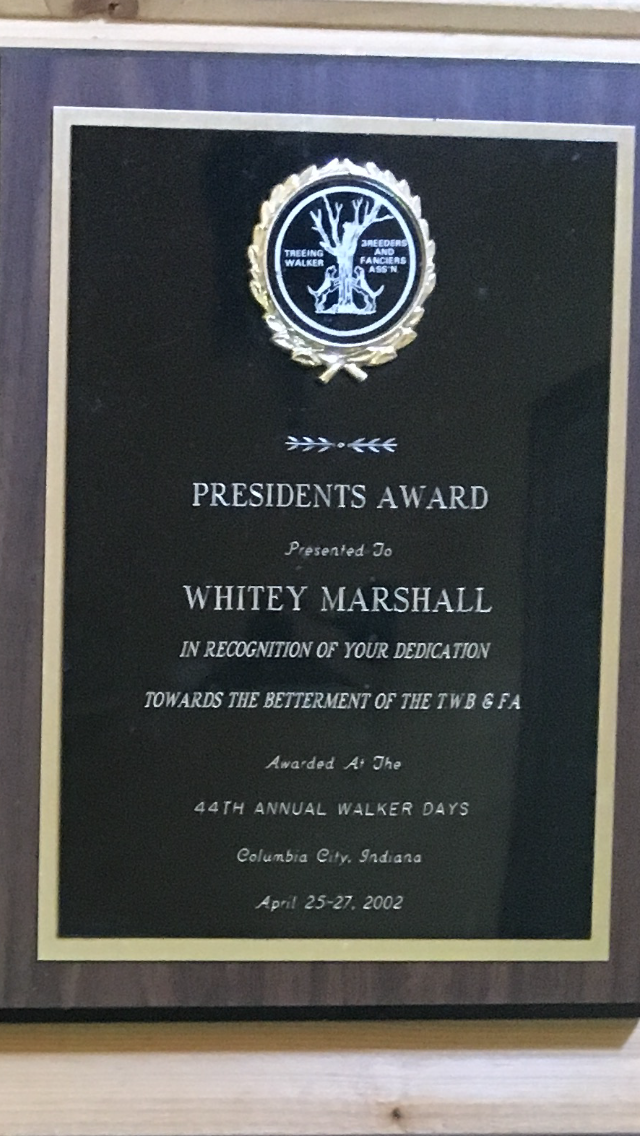 TREEING
WALKER
BREEDERS
AND
FANCIERS
ASS'N.
PRESIDENTS AWARD
Presented To
WHITEY MARSHALL
IN RECOGNITION OF YOUR DEDICATION
TOWARDS THE BETTERMENT OF THE TWB & FA
Awarded At The
44TH ANNUAL WALKER DAYS
Columbia City, Indiana
April 25-27, 2002